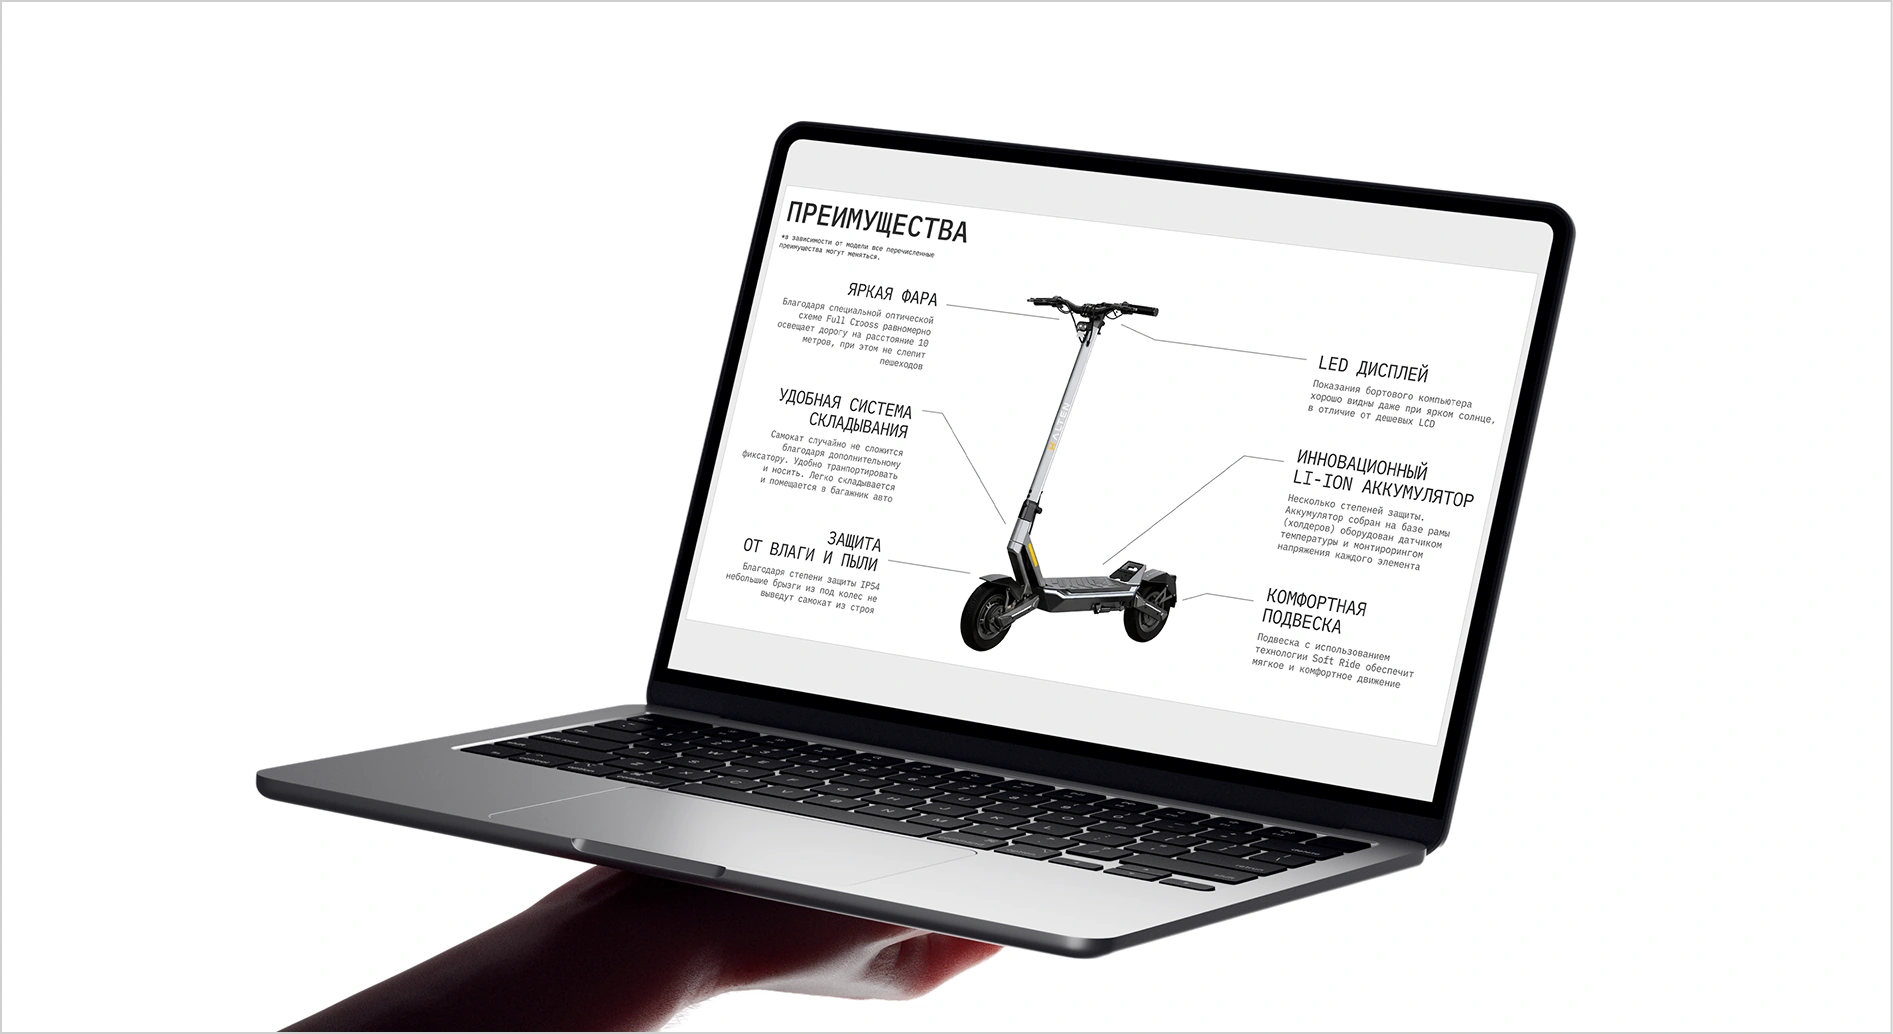 ПРЕИМУЩЕСТВА
*в зависимости от модели все перечисленные
преимущества могут меняться.
ЯРКАЯ ФАРА
Благодаря специальной оптической
схеме Full Crooss равномерно
освещает дорогу на расстояние 10
метров, при этом не слепит
пешеходов
УДОБНАЯ СИСТЕМА
СКЛАДЫВАНИЯ
Самокат случайно не сложится
благодаря дополнительному
фиксатору. Удобно транпортировать
и носить. Легко складывается
и помещается в багажник авто
ЗАЩИТА
ОТ ВЛАГИ И ПЫЛИ
Благодаря степени защиты IP54
небольшие брызги из под колес не
выведут самокат из строя
HALTEN
LED ДИСПЛЕЙ
Показания бортового компьютера
хорошо видны даже при ярком солнце,
в отличие от дешевых LCD
ИННОВАЦИОННЫЙ
LI-ION АККУМУЛЯТОР
Несколько степеней защиты.
Аккумулятор собран на базе рамы
(холдеров) оборудован датчиком
температуры и монтирорингом
напряжения каждого элемента
КОМФОРТНАЯ
ПОДВЕСКА
Подвеска с использованием
технологии Soft Ride обеспечит
мягкое и комфортное движение